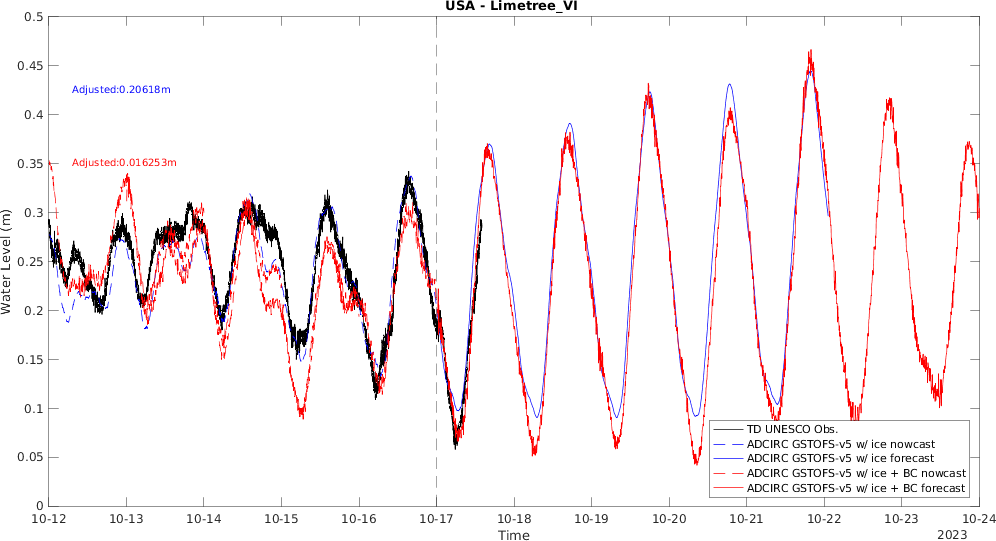 USA - Limetree_VI
0.5
0.45
0.4
0.35
0.3
0.25
0.2
0.15
0.1
0.05
0
Water Level (m)
Adjusted:0.20618m
Adjusted:0.016253m
TD UNESCO Obs.
ADCIRC GSTOFS-v5 w/ ice nowcast
ADCIRC GSTOFS-v5 w/ ice forecast
ADCIRC GSTOFS-v5 w/ ice + BC nowcast
ADCIRC GSTOFS-v5 w/ ice + BC forecast
10-12 10-13 10-14 10-15 10-16 10-17 10-18 10-19 10-20 10-21 10-22 10-23 10-24
Time
2023